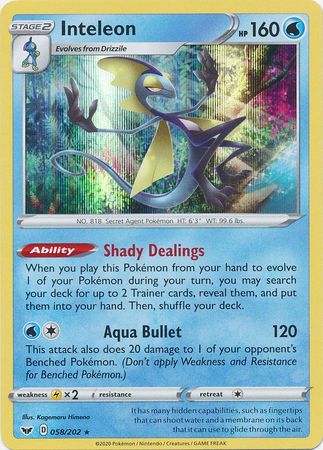 STAGE 2
Inteleon
HP 160
Evolves from Drizzile
NO. 818 Secret Agent Pokémon HT: 6'3" WT: 99.6 lbs.
Ability Shady Dealings
When you play this Pokémon from your hand to evolve
1 of your Pokémon during your turn, you may search
your deck for up to 2 Trainer cards, reveal them, and put
them into your hand. Then, shuffle your deck.
Aqua Bullet 120
This attack also does 20 damage to 1 of your opponent's
Benched Pokémon. (Don't apply Weakness and Resistance
for Benched Pokémon.)
weakness ×2 resistance retreat
Illus. Kagemaru Himeno
D 058/202 ★
It has many hidden capabilities, such as fingertips
that can shoot water and a membrane on its back
that it can use to glide through the air.
©2020 Pokémon / Nintendo / Creatures / GAME FREAK